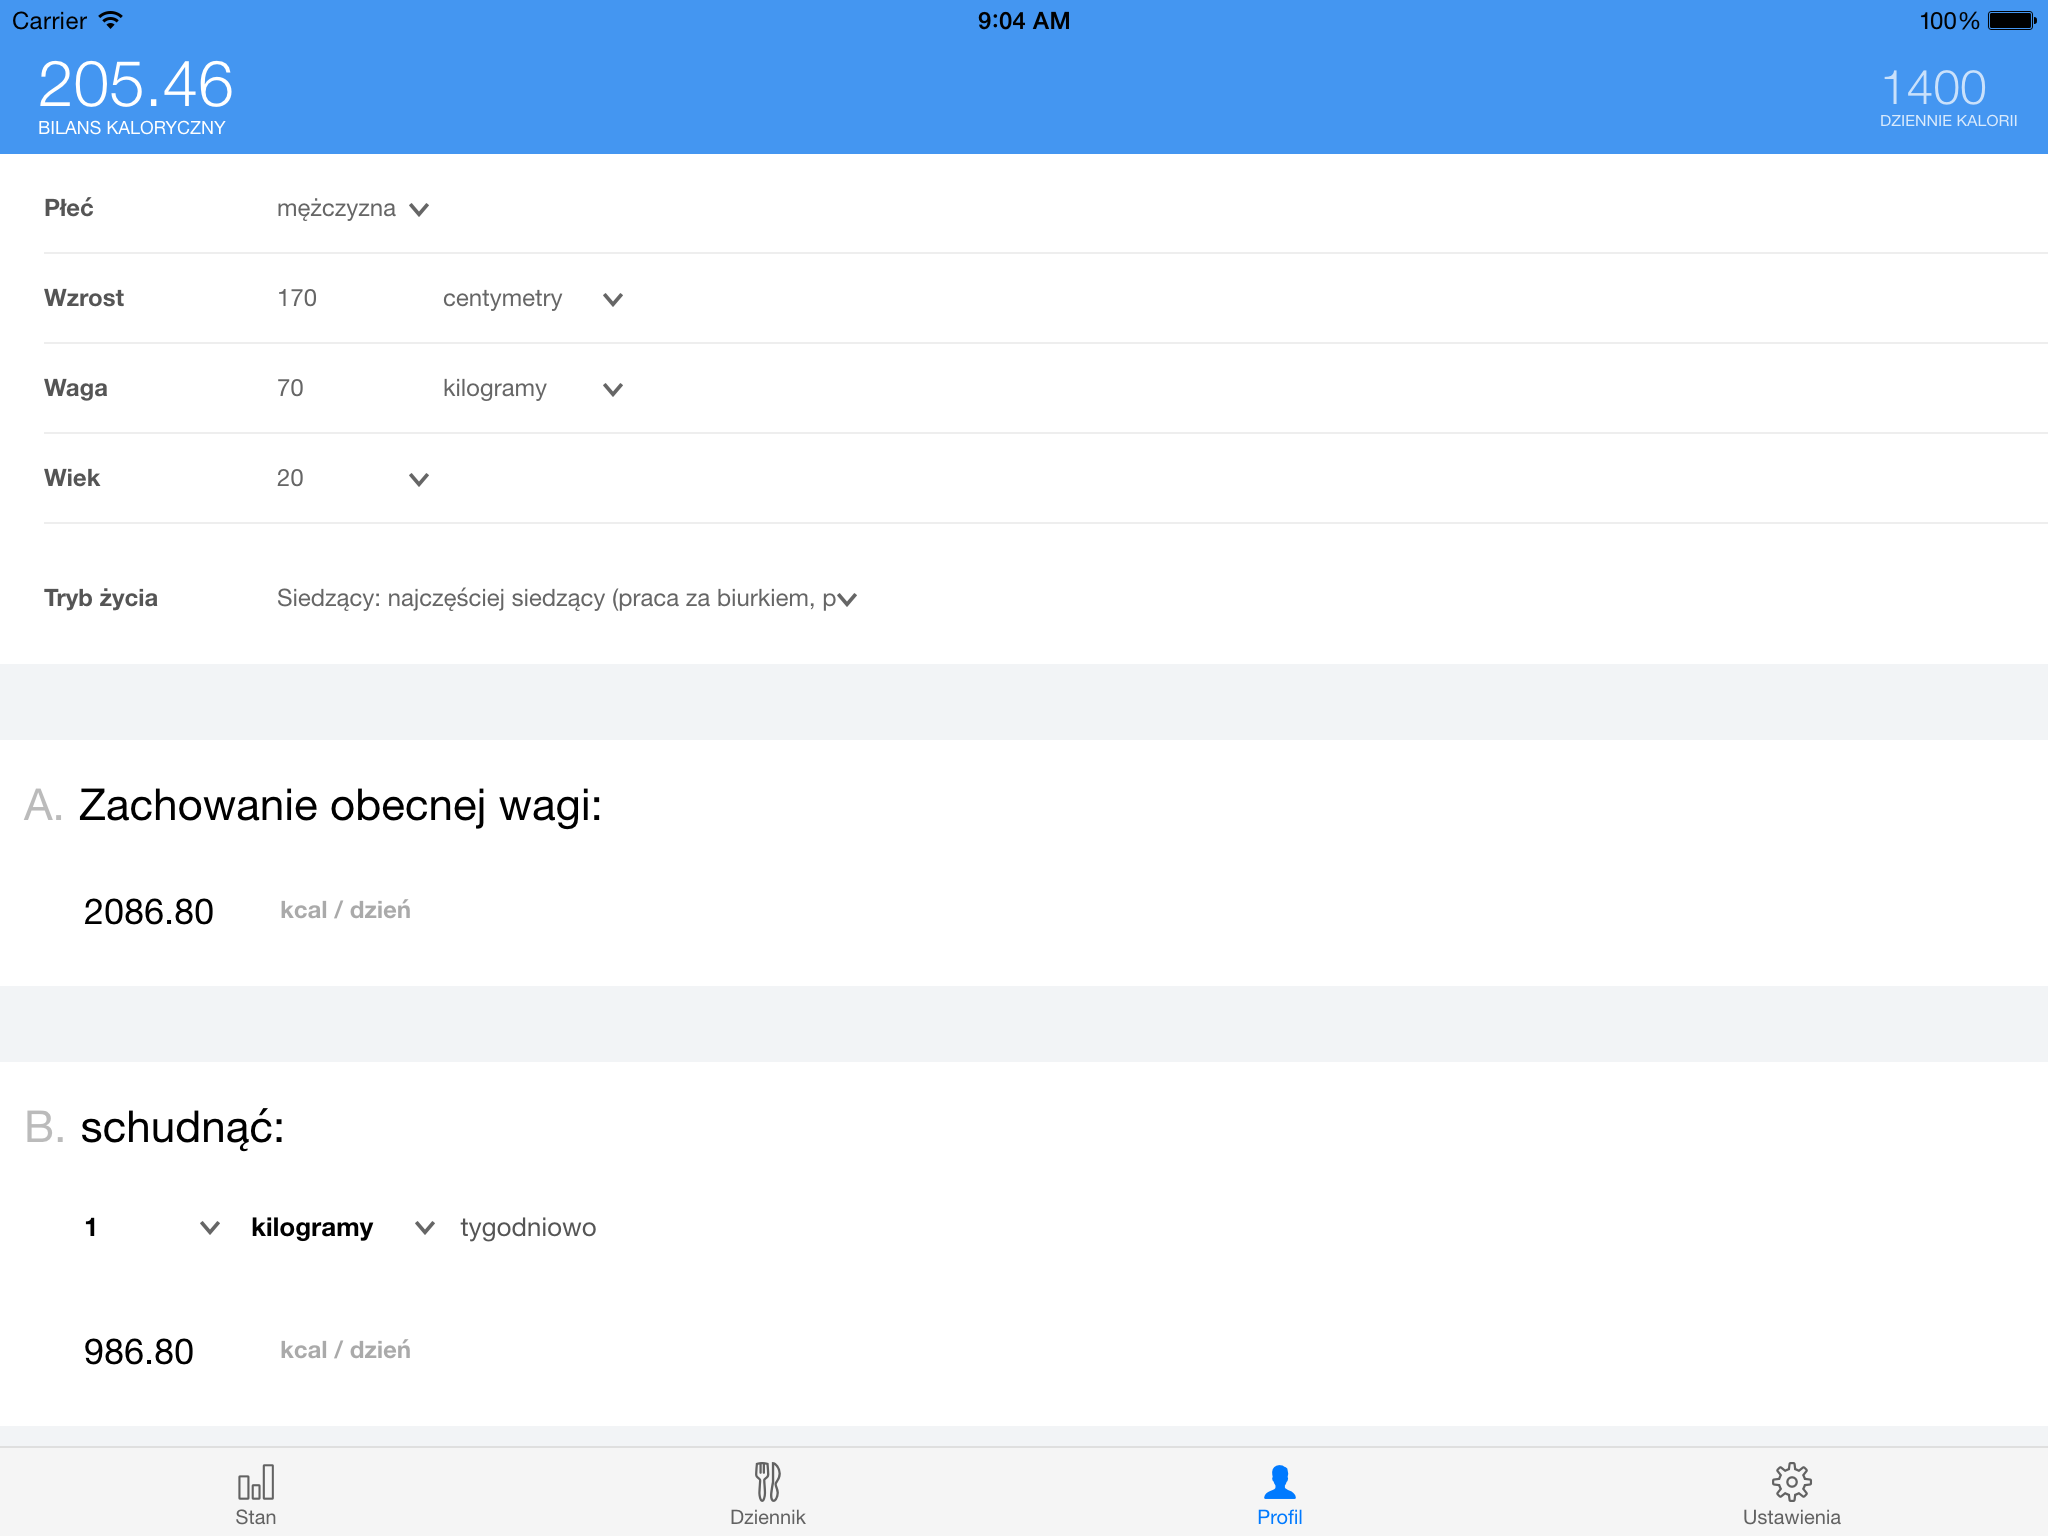 Carrier 9:04 AM 100%
205.46 1400
BILANS KALORYCZNY DZIENNIE KALORII
Płeć mężczyzna
Wzrost 170 centymetry
Waga 70 kilogramy
Wiek 20
Tryb życia Siedzący: najczęściej siedzący (praca za biurkiem, p
A. Zachowanie obecnej wagi:
2086.80 kcal / dzień
B. schudnąć:
1 kilogramy tygodniowo
986.80 kcal / dzień
Stan Dziennik Profil Ustawienia